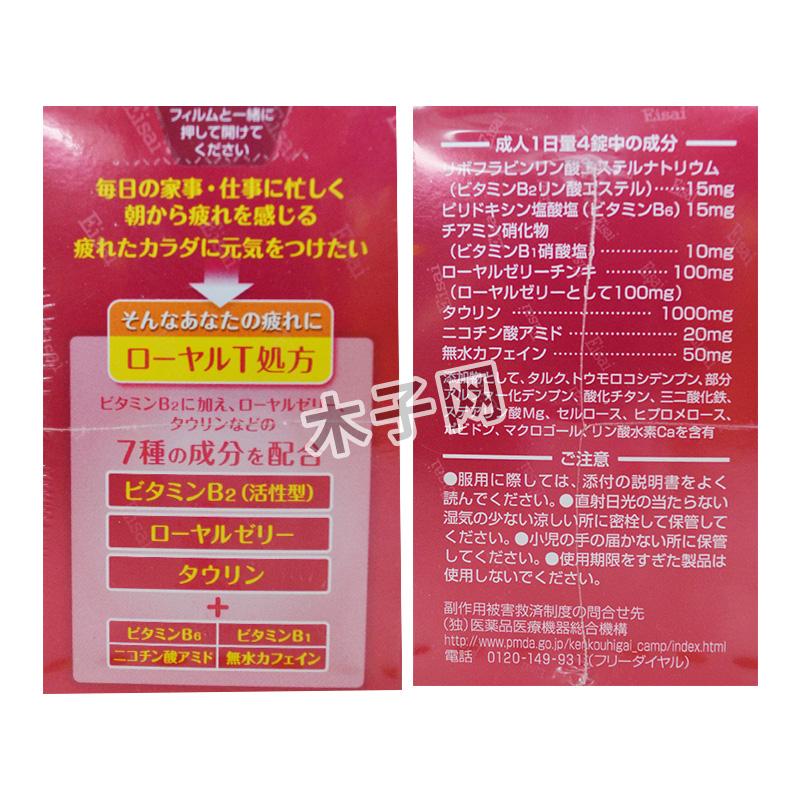 フィルムと一緒に
押して開けて
ください
毎日の家事・仕事に忙しく
朝から疲れを感じる
疲れたカラダに元気をつけたい
そんなあなたの疲れに
ローヤルT処方
ビタミンB2に加え、ローヤルゼリー
タウリンなどの
7種の成分を配合
ビタミンB2(活性型)
ローヤルゼリー
タウリン
+
ビタミンB6 ビタミンB1
ニコチン酸アミド 無水カフェイン
Eisai
成人1日量4錠中の成分
リボフラビンリン酸エステルナトリウム
(ビタミンB2リン酸エステル)……15mg
ピリドキシン塩酸塩(ビタミンB6)15mg
チアミン硝化物
(ビタミンB1硝酸塩)……………10mg
ローヤルゼリーチンキ…………100mg
(ローヤルゼリーとして100mg)
タウリン……………………1000mg
ニコチン酸アミド………………20mg
無水カフェイン…………………50mg
添加物として、タルク、トウモロコシデンプン、部分
ー化デンプン、酸化チタン、三二酸化鉄、
ステアリン酸Mg、セルロース、ヒプロメロース、
ポビドン、マクロゴール、リン酸水素Caを含有
ご注意
●服用に際しては、添付の説明書をよく
読んでください。●直射日光の当たらない
湿気の少ない涼しい所に密栓して保管して
ください。●小児の手の届かない所に保管
してください。●使用期限をすぎた製品は
使用しないでください。
副作用被害救済制度の問合せ先
(独)医薬品医療機器総合機構
http://www.pmda.go.jp/kenkouhigai_camp/index.html
電話 0120-149-931(フリーダイヤル)
木子网